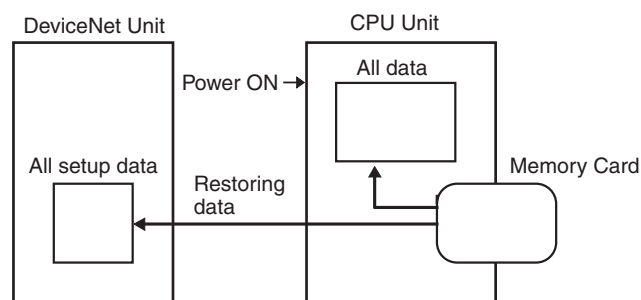 DeviceNet Unit
CPU Unit
Power ON
All data
All setup data
Restoring
data
Memory Card